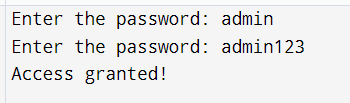 Enter the password: admin
Enter the password: admin123
Access granted!